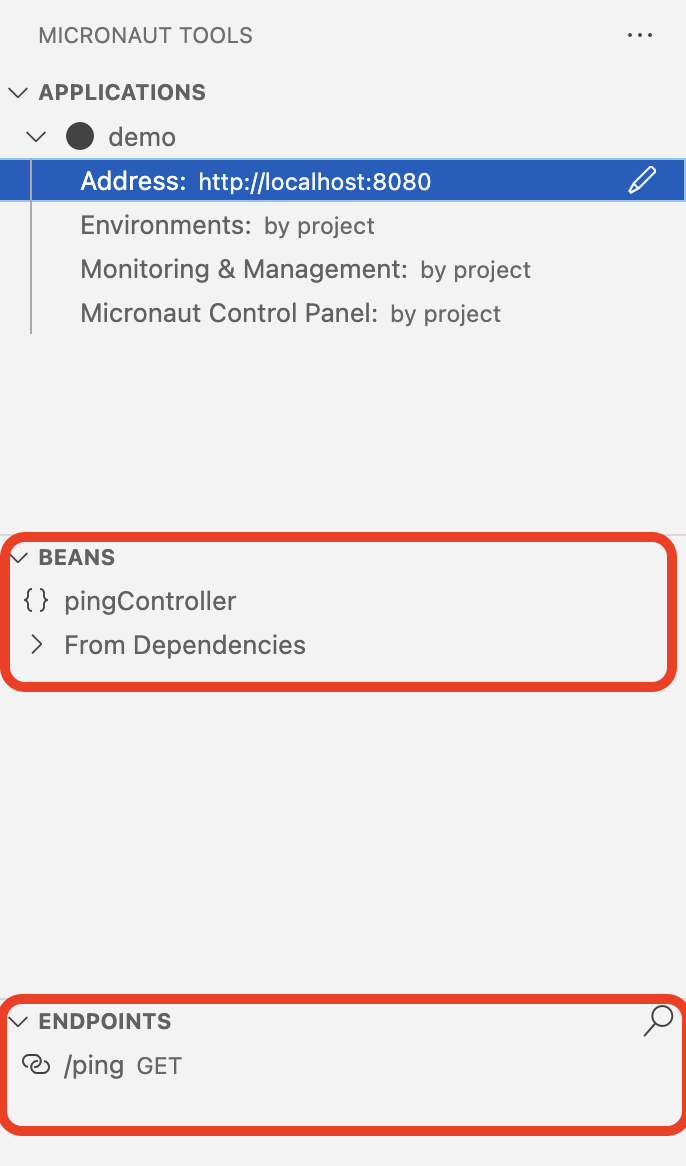 MICRONAUT TOOLS
APPLICATIONS
demo
Address: http://localhost:8080
Environments: by project
Monitoring & Management: by project
Micronaut Control Panel: by project
BEANS
{} pingController
From Dependencies
ENDPOINTS
/ping GET